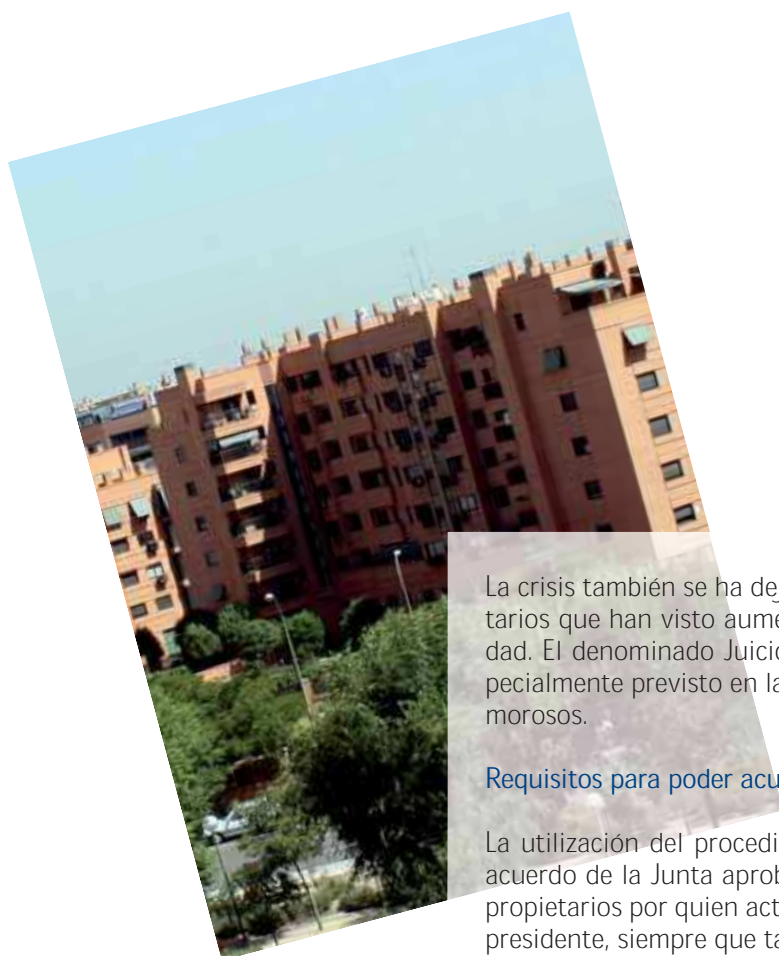 La crisis también se ha dej
tarios que han visto aume
dad. El denominado Juicio
pecialmente previsto en la
morosos.
Requisitos para poder acu
La utilización del procedi
acuerdo de la Junta aprob
propietarios por quien act
presidente, siempre que ta